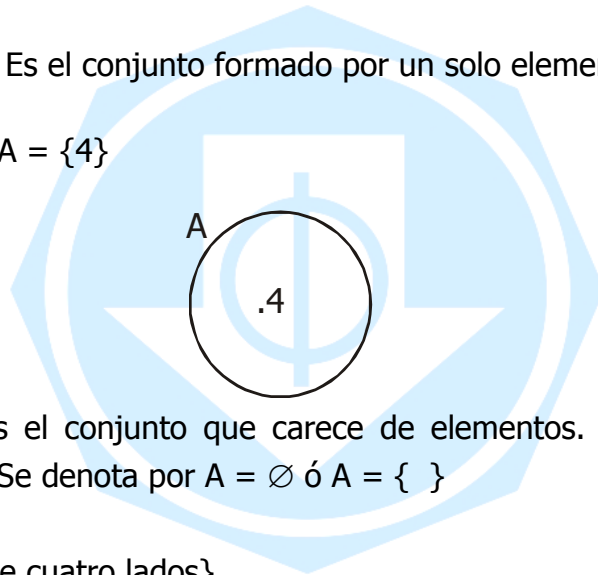 Es el conjunto formado por un solo
A = {4}
A
.4
el conjunto que carece de elementos.
Se denota por A = ∅ ó A = { }
cuatro lados}